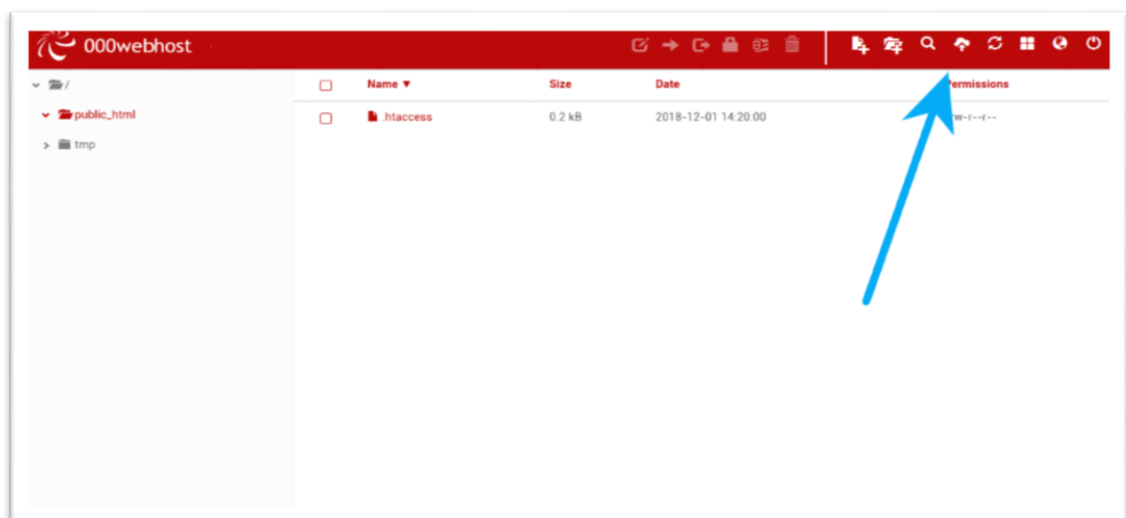 000webhost
/
Name ▼ Size Date Permissions
public_html
.htaccess 0.2 kB 2018-12-01 14:20:00 w-r--r--
tmp